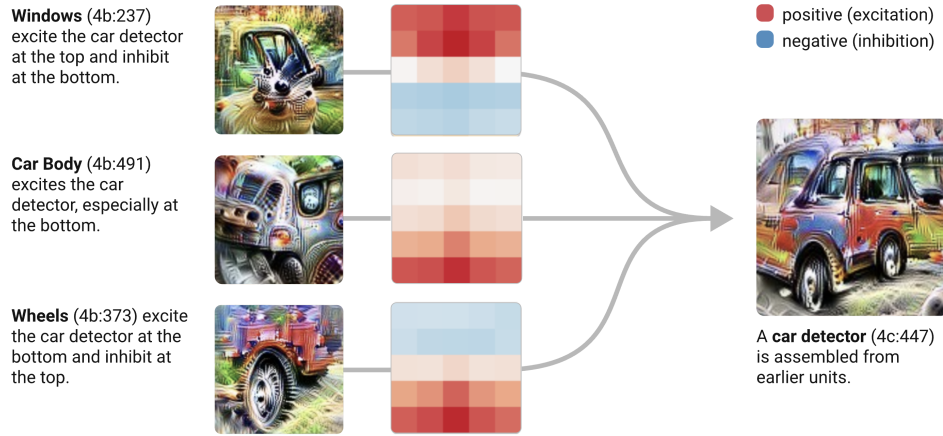 Windows (4b:237)
excite the car detector
at the top and inhibit
at the bottom.
Car Body (4b:491)
excites the car
detector, especially at
the bottom.
Wheels (4b:373) excite
the car detector at the
bottom and inhibit at
the top.
positive (excitation)
negative (inhibition)
A car detector (4c:447)
is assembled from
earlier units.